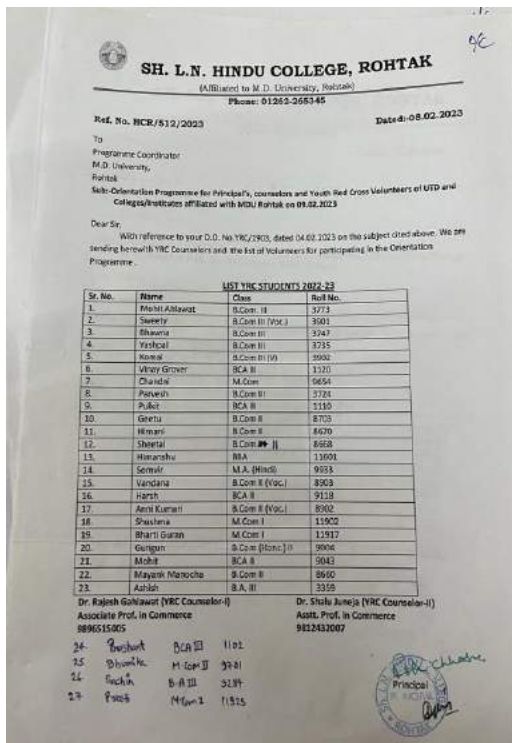 SH. L.N. HINDU COLLEGE, ROHTAK
(Affiliated to M.D. University, Rohtak)
Phone: 01262-265345
Ref. No. HCR/512/2023 Dated:-08.02.2023
To
Programme Coordinator
M.D. University,
Rohtak
Sub:-Orientation Programme for Principal's, counselors and Youth Red Cross Volunteers of UTD and
Colleges/Institutes affiliated with MDU Rohtak on 09.02.2023
Dear Sir,
With reference to your D.O. No.YRC/2903, dated 04.02.2023 on the subject cited above. We are
sending herewith YRC Counselors and the list of Volunteers for participating in the Orientation
Programme .
LIST YRC STUDENTS 2022-23
Sr. No. Name Class Roll No.
1. Mohit Ahlawat B.Com. III 3773
2. Sweety B.Com III (Voc.) 3901
3. Bhawna B.Com III 3747
4. Yashpal B.Com III 3735
5. Komal B.Com III (V) 3902
6. Vinay Grover BCA III 1120
7. Chandni M.Com 9654
8. Parvesh B.Com III 3724
9. Pulkit BCA III 1110
10. Geetu B.Com II 8703
11. Himani B.Com II 8670
12. Sheetal B.Com II 8668
13. Himanshu 11601
14. Somvir M.A. (Hindi) 9933
15. Vandana B.Com II (Voc.) 8903
16. Harsh BCA II 9118
17. Anni Kumari B.Com II (Voc.) 8902
18. Shushma M.Com I 11902
19. Bharti Guran M.Com I 11917
20. Gungun B.Com (Hons.) II 9004
21. Mohit BCA II 9043
22. Mayank Manocha B.Com II 8660
23. Ashish B.A. III 3359
Dr. Rajesh Gahlawat (YRC Counselor-I) Dr. Shalu Juneja (YRC Counselor-II)
Associate Prof. in Commerce Asstt. Prof. in Commerce
9896515005 9812432007
24 BCA III 1102
25 Bhumika M.Com II 9701
26 Sachin B.A III
27 M.Com I 11925
Principal
ROHTAK